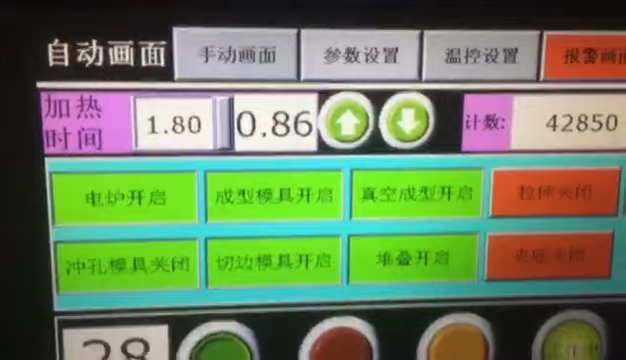 自动画面 手动画面 参数设置 温控设置 报警画
加热 1.80 0.86 计数: 42850
时间
电炉开启 成型模具开启 真空成型开启 拉伸关闭
冲孔模具关闭 切边模具开启 堆叠开启 关闭
28